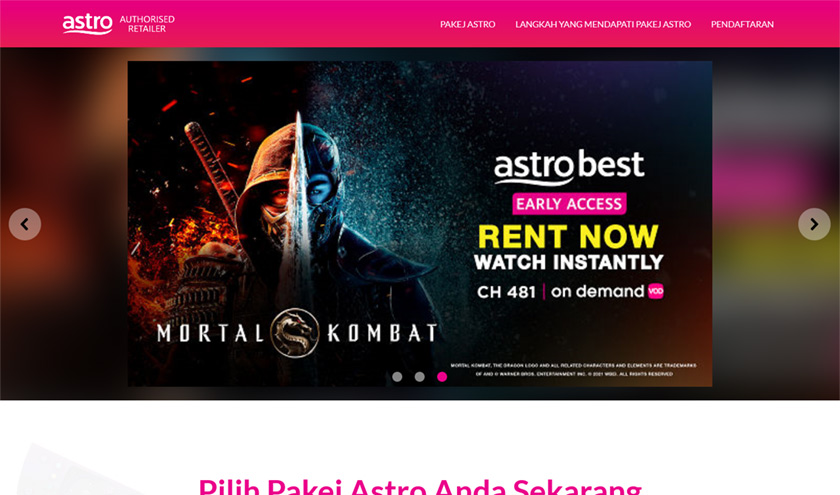 astro AUTHORISED
RETAILER
PAKEJ ASTRO
LANGKAH YANG MENDAPATI PAKEJ ASTRO
PENDAFTARAN
astro best
EARLY ACCESS
RENT NOW
WATCH INSTANTLY
CH 481 | on demand VOD
MORTAL KOMBAT
MORTAL KOMBAT, THE DRAGON LOGO AND ALL RELATED CHARACTERS AND ELEMENTS ARE TRADEMARKS
OF AND © WARNER BROS. ENTERTAINMENT INC. © 2021 WBEI. ALL RIGHTS RESERVED
Pilih Pakej Astro Anda Sekarang